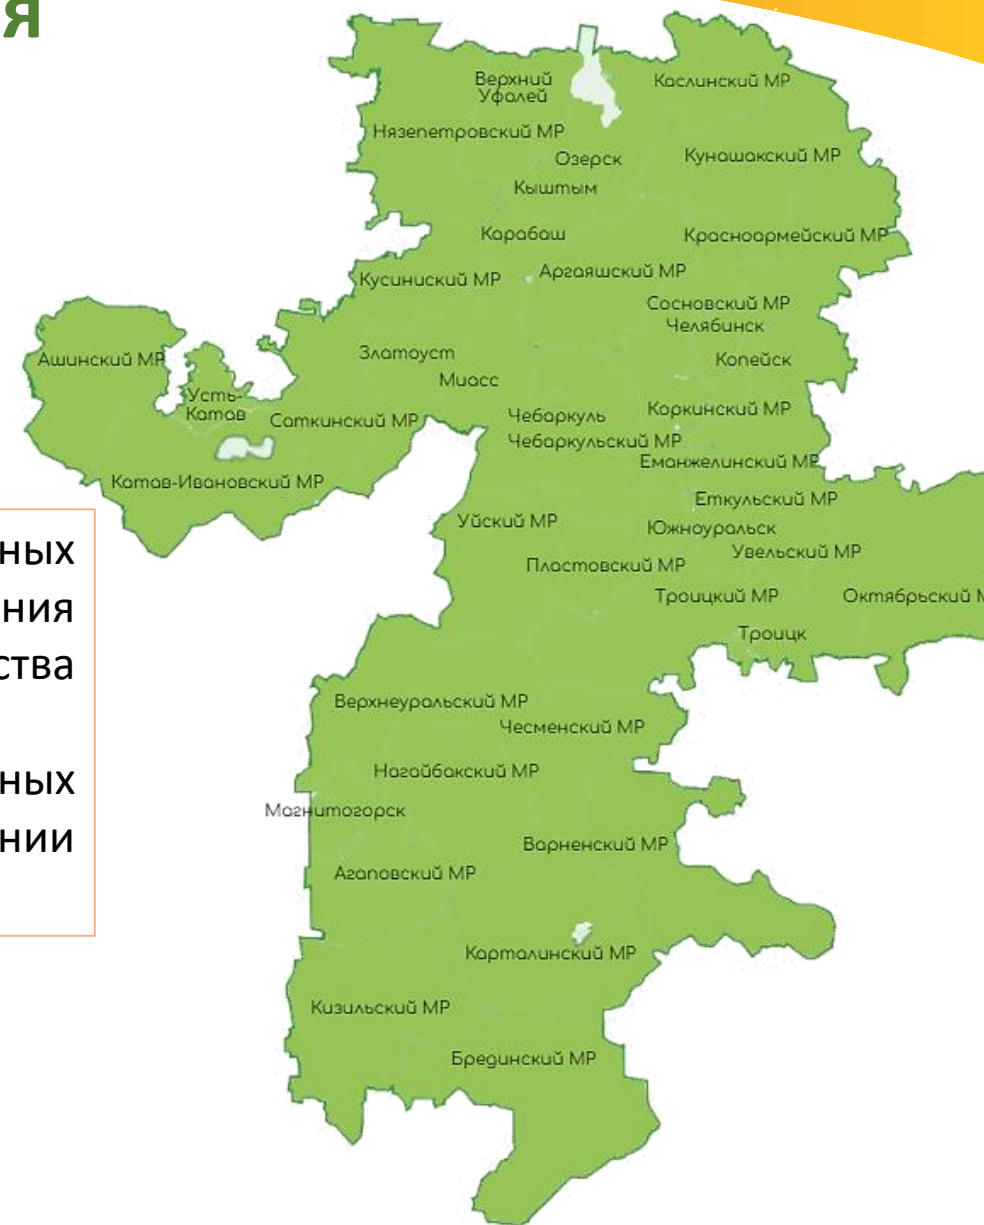 Я
Верхний
Уфалей
Каслинский МР
Нязепетровский МР
Озерск
Кунашакский МР
Кыштым
Карабаш
Красноармейский МР
Кусиниский МР
Аргаяшский МР
Сосновский МР
Челябинск
Ашинский МР
Златоуст
Копейск
Миасс
Усть-
Катав
Саткинский МР
Чебаркуль
Коркинский МР
Чебаркульский МР
Еманжелинский МР
Катав-Ивановский МР
Еткульский МР
Уйский МР
Южноуральск
Увельский МР
Пластовский МР
Троицкий МР
Октябрьский М
Троицк
ных
ния
ства
ных
нии
Верхнеуральский МР
Чесменский МР
Нагайбакский МР
Магнитогорск
Варненский МР
Агаповский МР
Карталинский МР
Кизильский МР
Брединский МР